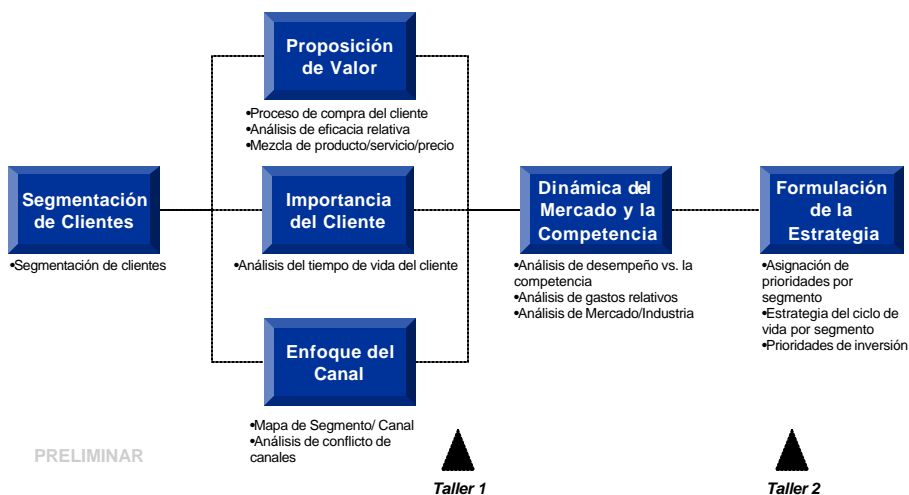 Proposición
de Valor
•Proceso de compra del cliente
•Análisis de eficacia relativa
•Mezcla de producto/servicio/precio
Segmentación
de Clientes
•Segmentación de clientes
Importancia
del Cliente
•Análisis del tiempo de vida del cliente
Dinámica del
Mercado y la
Competencia
•Análisis de desempeño vs. la
competencia
•Análisis de gastos relativos
•Análisis de Mercado/Industria
Formulación
de la
Estrategia
•Asignación de
prioridades por
segmento
•Estrategia del ciclo de
vida por segmento
•Prioridades de inversión
Enfoque del
Canal
•Mapa de Segmento/ Canal
•Análisis de conflicto de
canales
PRELIMINAR
Taller 1
Taller 2